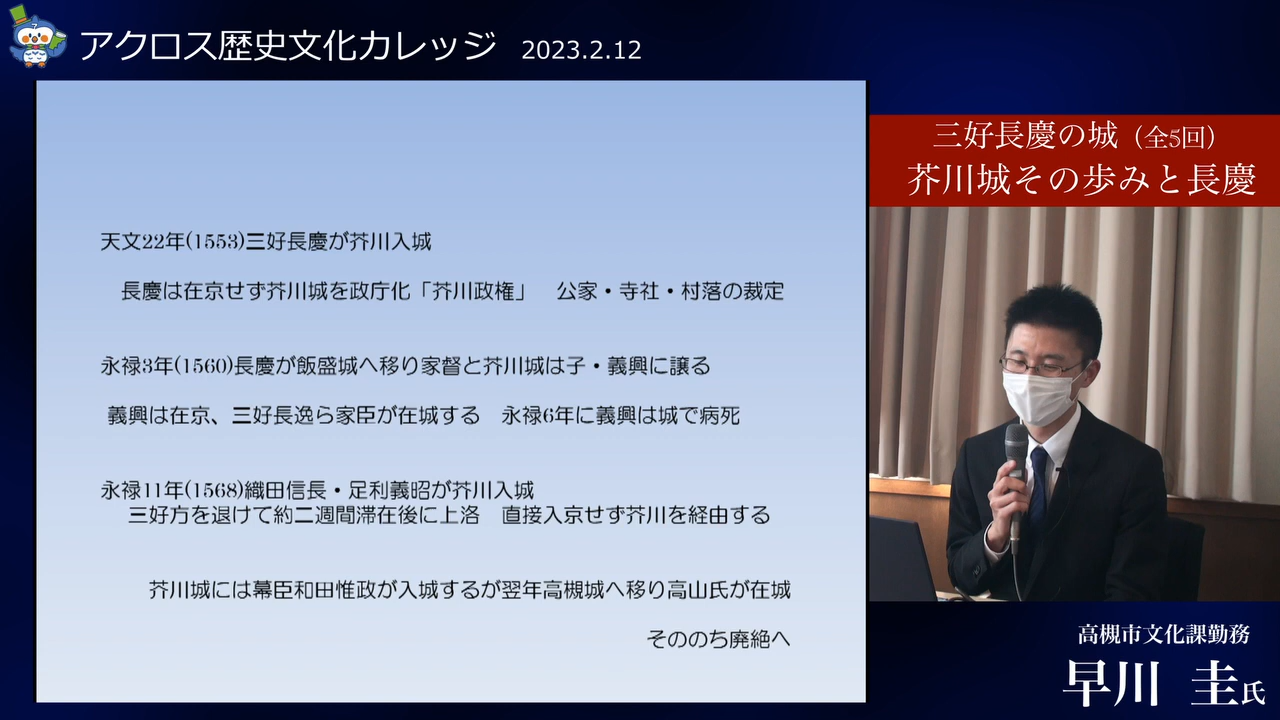 アクロス歴史文化カレッジ 2023.2.12
三好長慶の城（全5回）
芥川城その歩みと長慶
天文22年(1553)三好長慶が芥川入城
長慶は在京せず芥川城を政庁化「芥川政権」　公家・寺社・村落の裁定
永禄3年(1560)長慶が飯盛城へ移り家督と芥川城は子・義興に譲る
義興は在京、三好長逸ら家臣が在城する　永禄6年に義興は城で病死
永禄11年(1568)織田信長・足利義昭が芥川入城
三好方を退けて約二週間滞在後に上洛　直接入京せず芥川を経由する
芥川城には幕臣和田惟政が入城するが翌年高槻城へ移り高山氏が在城
そののち廃絶へ
高槻市文化課勤務
早川　圭氏